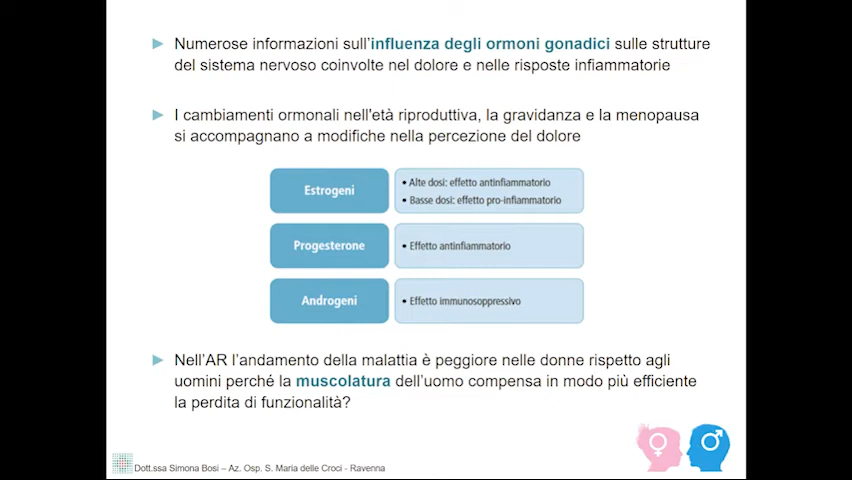 Numerose informazioni sull'influenza degli ormoni gonadici sulle strutture
del sistema nervoso coinvolte nel dolore e nelle risposte infiammatorie
I cambiamenti ormonali nell'età riproduttiva, la gravidanza e la menopausa
si accompagnano a modifiche nella percezione del dolore
Estrogeni
• Alte dosi: effetto antinfiammatorio
• Basse dosi: effetto pro-infiammatorio
Progesterone
• Effetto antinfiammatorio
Androgeni
• Effetto immunosoppressivo
Nell'AR l'andamento della malattia è peggiore nelle donne rispetto agli
uomini perché la muscolatura dell'uomo compensa in modo più efficiente
la perdita di funzionalità?
Dott.ssa Simona Bosi – Az. Osp. S. Maria delle Croci - Ravenna